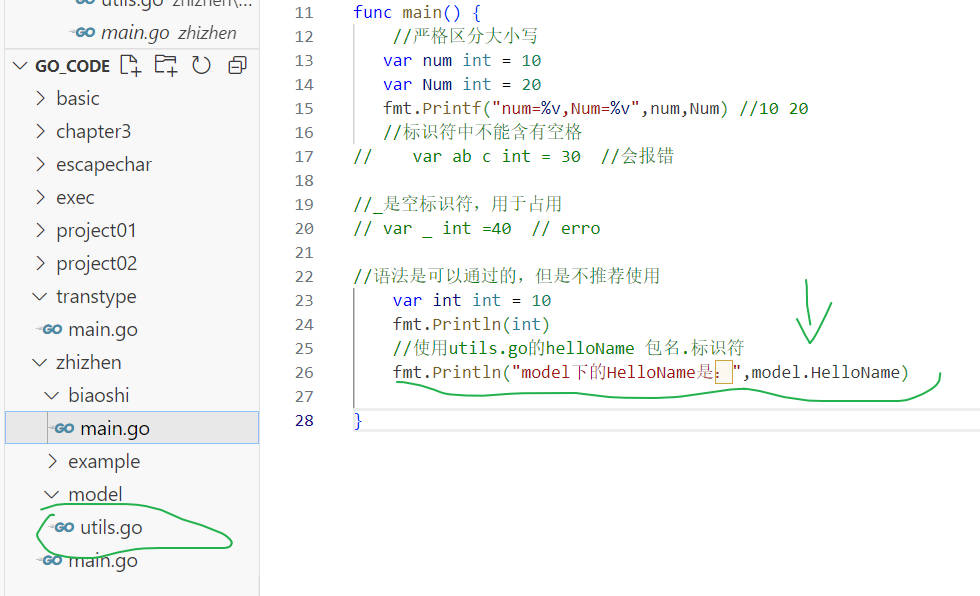 utils.go zhizhen\...
main.go zhizhen
GO_CODE
basic
chapter3
escapechar
exec
project01
project02
transtype
main.go
zhizhen
biaoshi
main.go
example
model
utils.go
main.go
11 func main() {
12 //严格区分大小写
13 var num int = 10
14 var Num int = 20
15 fmt.Printf("num=%v,Num=%v",num,Num) //10 20
16 //标识符中不能含有空格
17 // var ab c int = 30 //会报错
18
19 //_是空标识符，用于占用
20 // var _ int =40 // erro
21
22 //语法是可以通过的，但是不推荐使用
23 var int int = 10
24 fmt.Println(int)
25 //使用utils.go的helloName 包名.标识符
26 fmt.Println("model下的HelloName是：",model.HelloName)
27
28 }